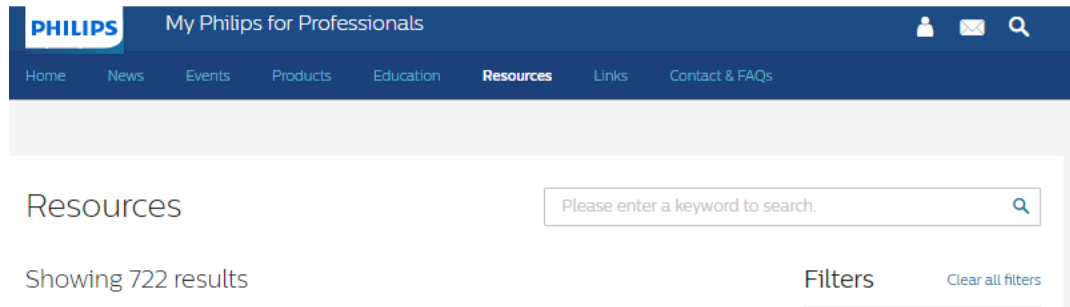 PHILIPS My Philips for Professionals
Home News Events Products Education Resources Links Contact & FAQs
Resources Please enter a keyword to search.
Showing 722 results Filters Clear all filters